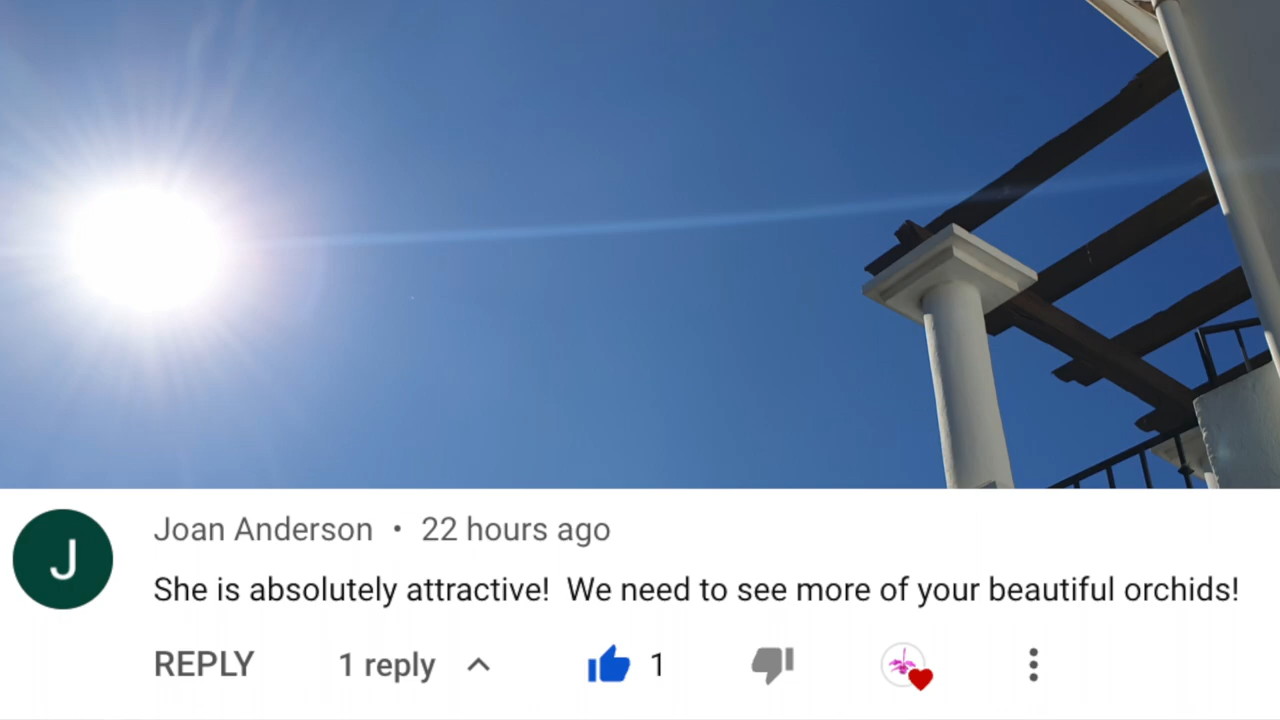 J
Joan Anderson • 22 hours ago
She is absolutely attractive!  We need to see more of your beautiful orchids!
REPLY 1 reply 1